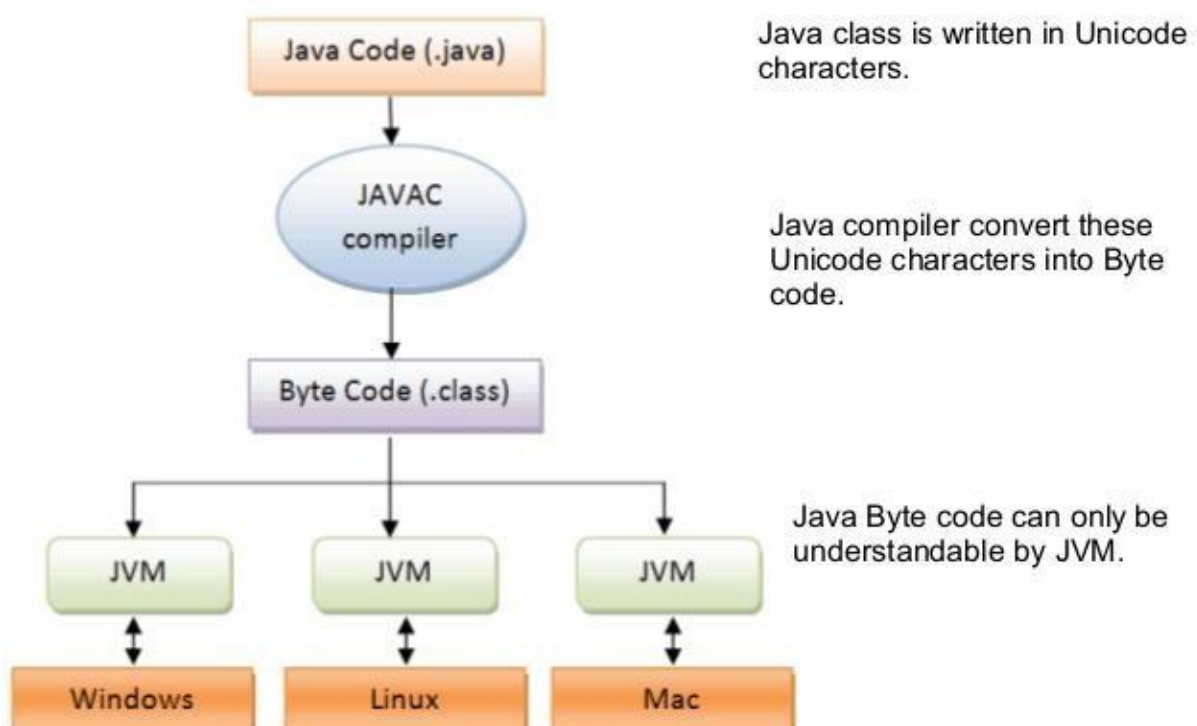 Java Code (.java)
Java class is written in Unicode
characters.
JAVAC
compiler
Java compiler convert these
Unicode characters into Byte
code.
Byte Code (.class)
Java Byte code can only be
understandable by JVM.
JVM
JVM
JVM
Windows
Linux
Mac